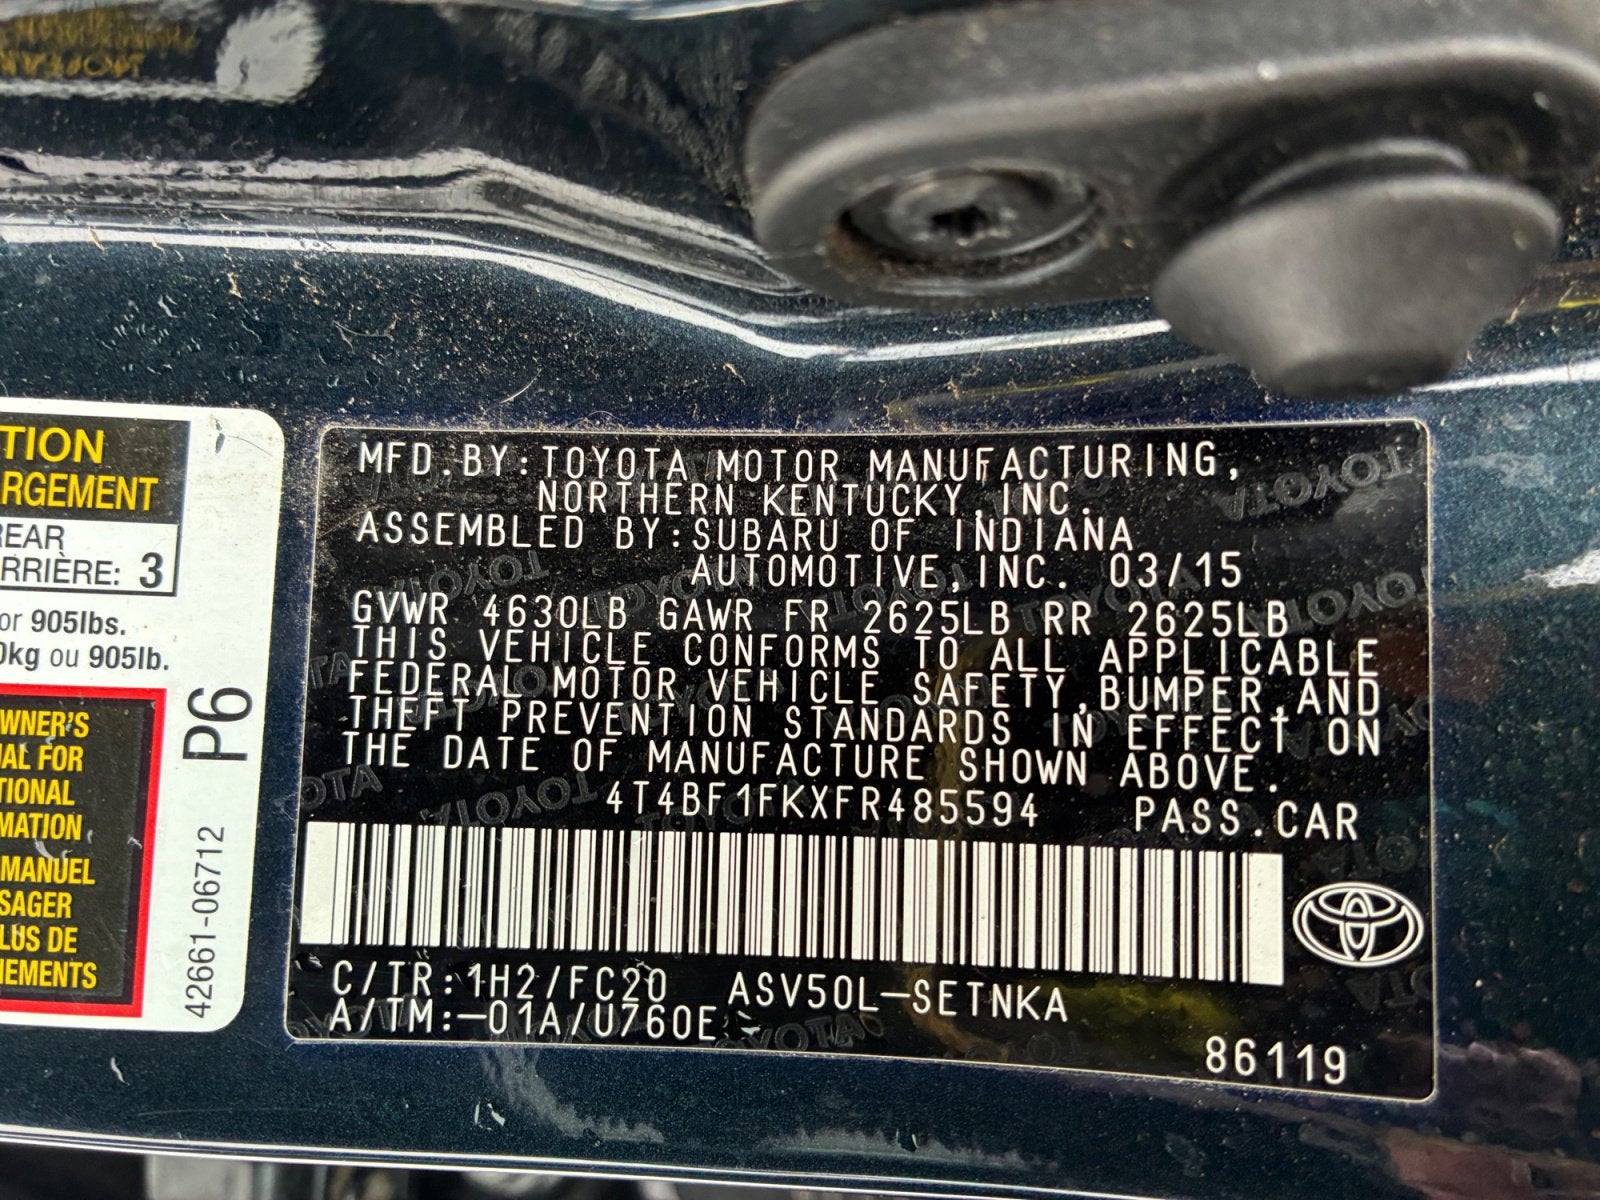 TION
RGEMENT
REAR
RRIÈRE: 3
or 905lbs.
0kg ou 905lb.
WNER'S
AL FOR
TIONAL
MATION
MANUEL
SAGER
LUS DE
NEMENTS
P6
42661-06712
MFD.BY:TOYOTA MOTOR MANUFACTURING,
NORTHERN KENTUCKY,INC.
ASSEMBLED BY:SUBARU OF INDIANA
AUTOMOTIVE,INC. 03/15
GVWR 4630LB GAWR FR 2625LB RR 2625LB
THIS VEHICLE CONFORMS TO ALL APPLICABLE
FEDERAL MOTOR VEHICLE SAFETY,BUMPER,AND
THEFT PREVENTION STANDARDS IN EFFECT ON
THE DATE OF MANUFACTURE SHOWN ABOVE.
4T4BF1FKXFR485594 PASS.CAR
C/TR:1H2/FC20 ASV50L-SETNKA
A/TM:-01A/U760E
86119